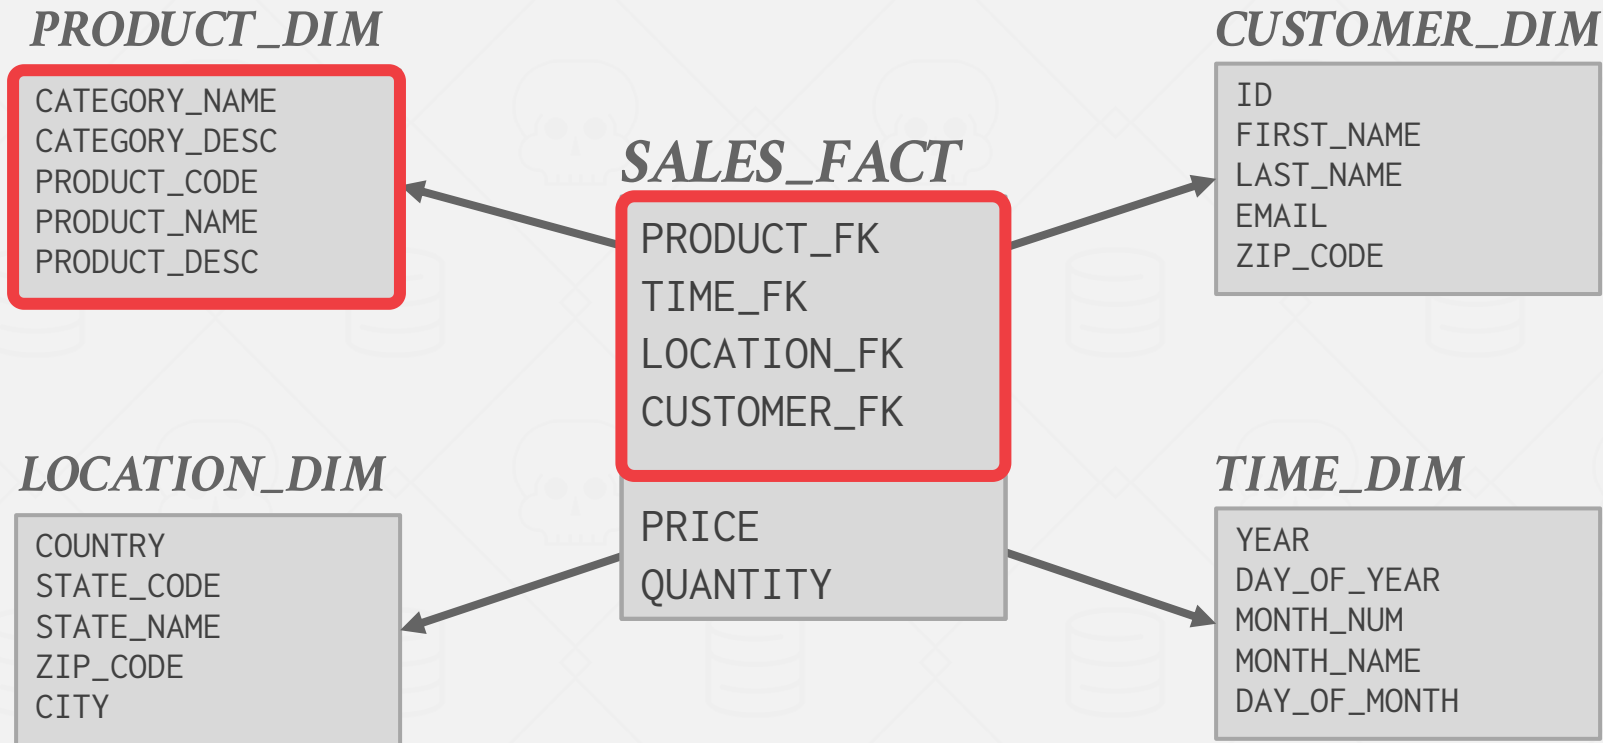 PRODUCT_DIM
CATEGORY_NAME
CATEGORY_DESC
PRODUCT_CODE
PRODUCT_NAME
PRODUCT_DESC
LOCATION_DIM
COUNTRY
STATE_CODE
STATE_NAME
ZIP_CODE
CITY
SALES_FACT
PRODUCT_FK
TIME_FK
LOCATION_FK
CUSTOMER_FK
PRICE
QUANTITY
CUSTOMER_DIM
ID
FIRST_NAME
LAST_NAME
EMAIL
ZIP_CODE
TIME_DIM
YEAR
DAY_OF_YEAR
MONTH_NUM
MONTH_NAME
DAY_OF_MONTH